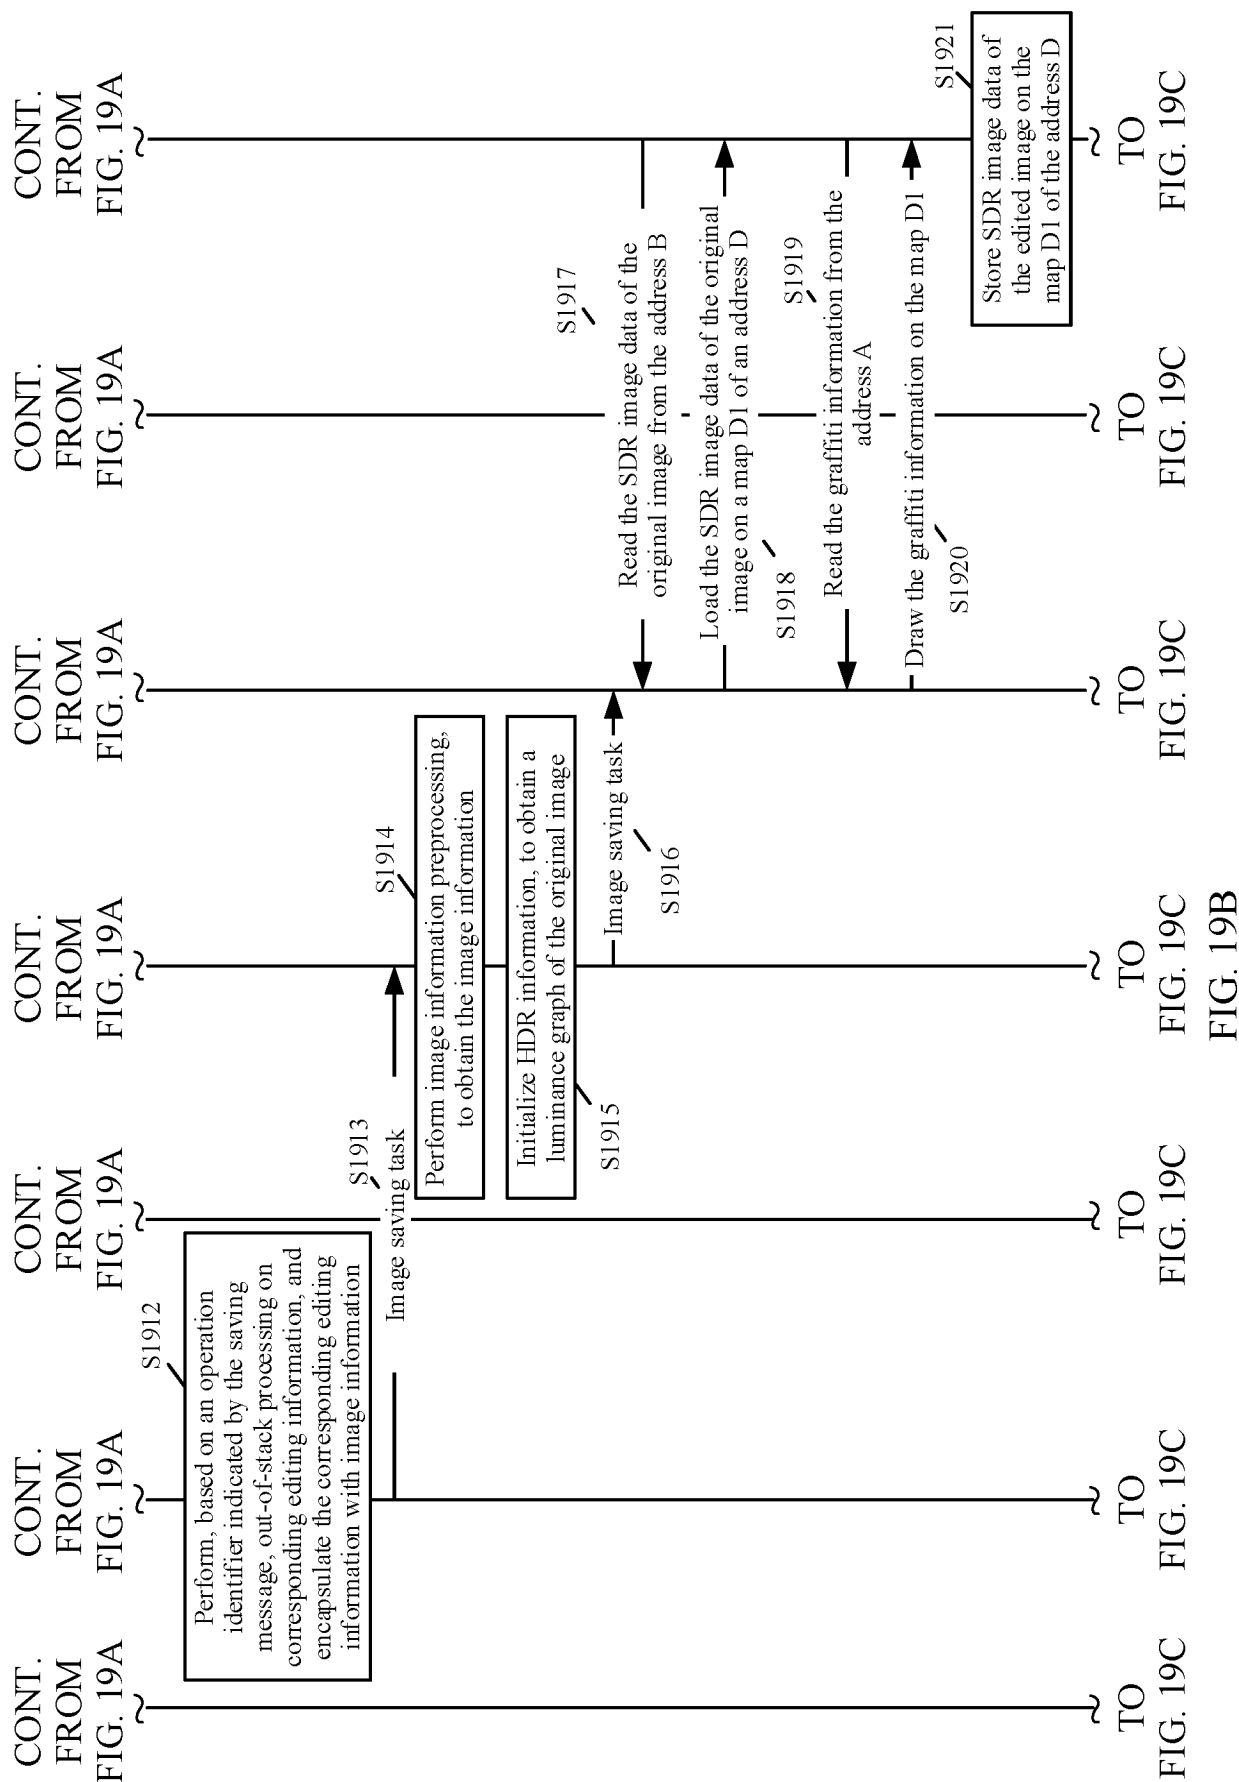 CONT.
FROM
FIG. 19A
CONT.
FROM
FIG. 19A
CONT.
FROM
FIG. 19A
CONT.
FROM
FIG. 19A
CONT.
FROM
FIG. 19A
CONT.
FROM
FIG. 19A
CONT.
FROM
FIG. 19A
S1912
Perform, based on an operation
identifier indicated by the saving
message, out-of-stack processing on
corresponding editing information, and
encapsulate the corresponding editing
information with image information
S1913
Image saving task
S1914
Perform image information preprocessing,
to obtain the image information
Initialize HDR information, to obtain a
luminance graph of the original image
S1915
Image saving task
S1916
S1917
Read the SDR image data of the
original image from the address B
Load the SDR image data of the original
image on a map D1 of an address D
S1918
S1919
Read the graffiti information from the
address A
Draw the graffiti information on the map D1
S1920
S1921
Store SDR image data of
the edited image on the
map D1 of the address D
TO
FIG. 19C
TO
FIG. 19C
TO
FIG. 19C
TO
FIG. 19C
TO
FIG. 19C
TO
FIG. 19C
TO
FIG. 19C
FIG. 19B